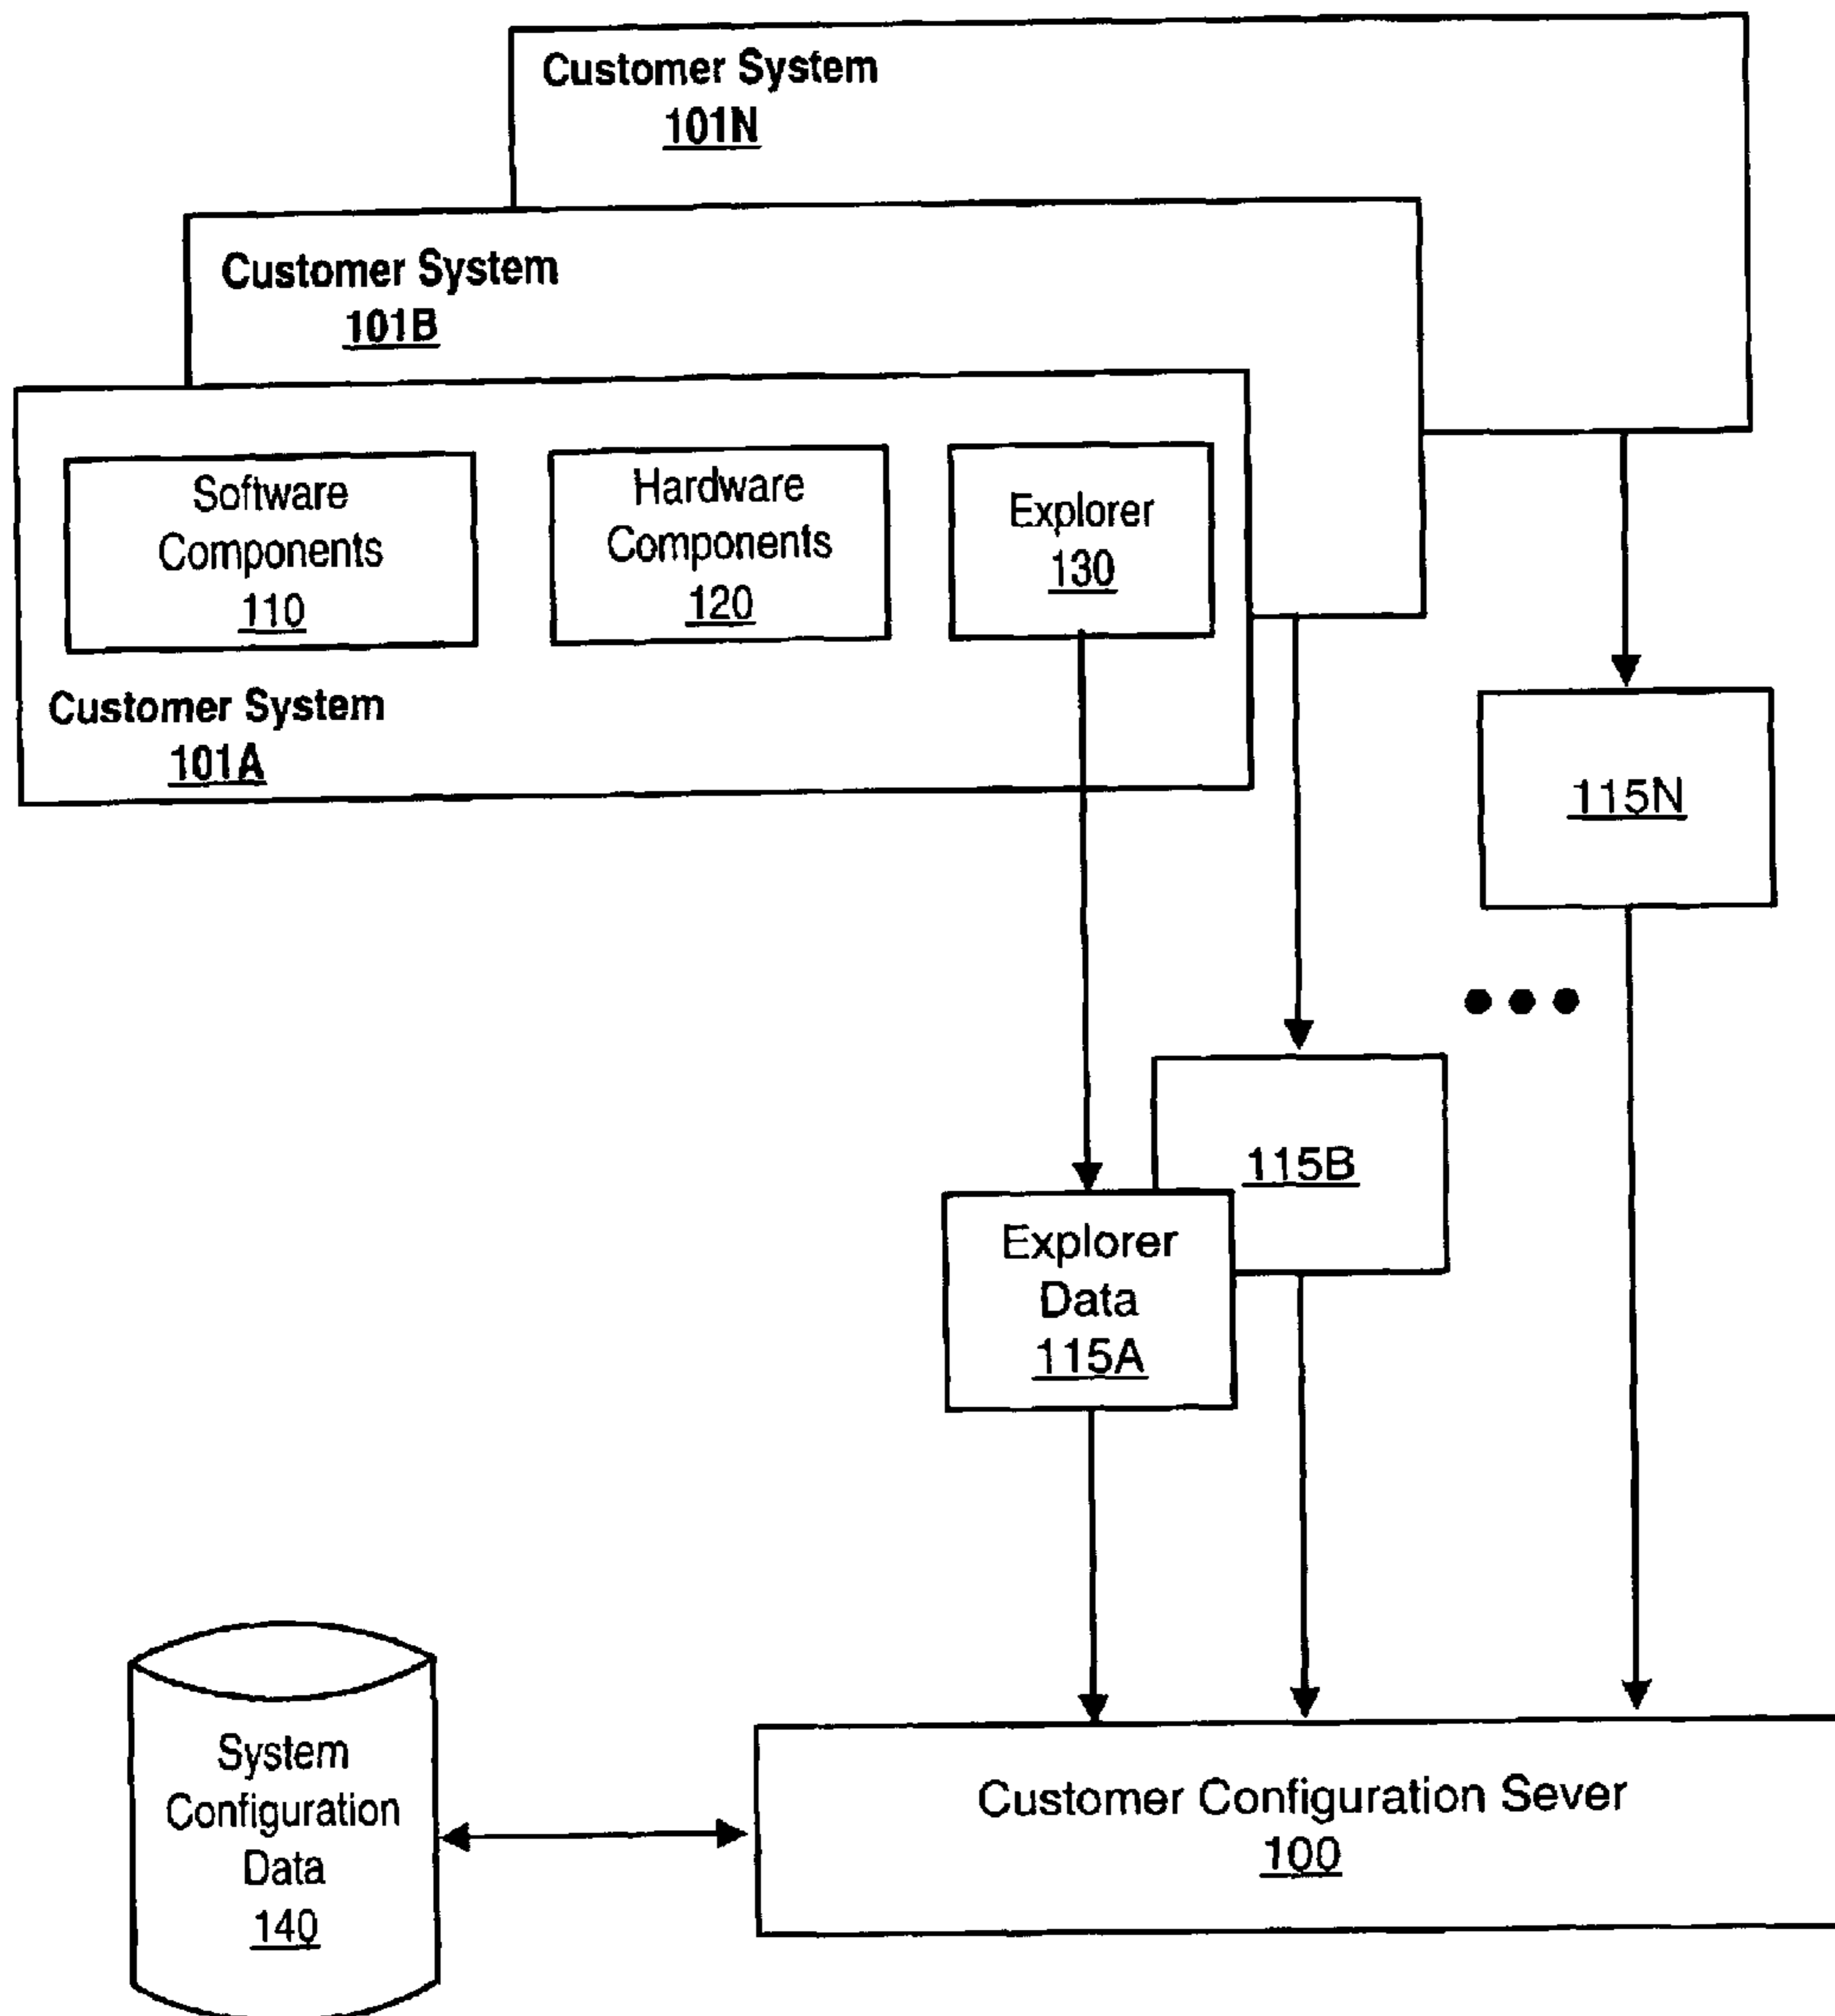 Customer System
101N
Customer System
101B
Software
Components
110
Hardware
Components
120
Explorer
130
Customer System
101A
115N
115B
Explorer
Data
115A
System
Configuration
Data
140
Customer Configuration Sever
100